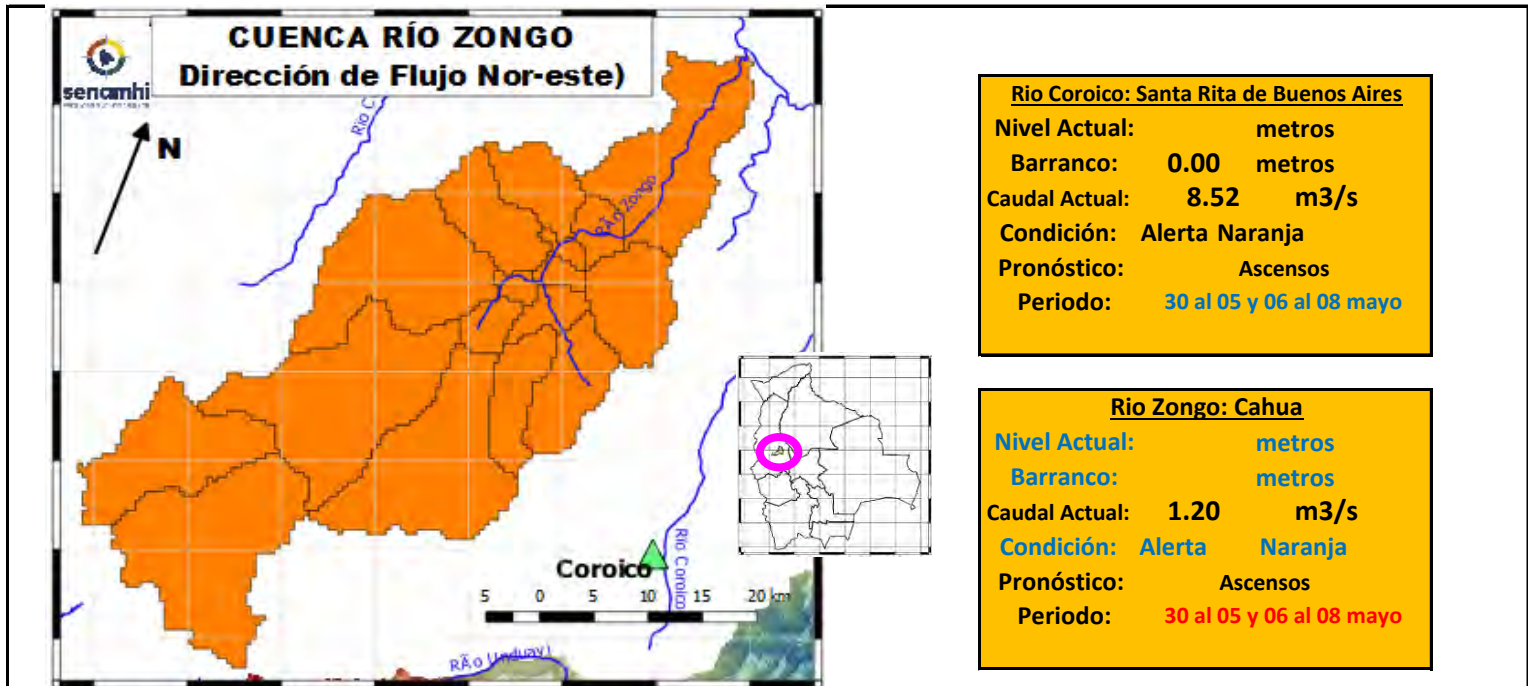 CUENCA RÍO ZONGO
Dirección de Flujo Nor-este)
senamhi
N
Río C
RÃo Zongo
Coroico
Río Coroico
5 0 5 10 15 20 km
RÃo Unduavi
Rio Coroico: Santa Rita de Buenos Aires
Nivel Actual: metros
Barranco: 0.00 metros
Caudal Actual: 8.52 m3/s
Condición: Alerta Naranja
Pronóstico: Ascensos
Periodo: 30 al 05 y 06 al 08 mayo
Rio Zongo: Cahua
Nivel Actual: metros
Barranco: metros
Caudal Actual: 1.20 m3/s
Condición: Alerta Naranja
Pronóstico: Ascensos
Periodo: 30 al 05 y 06 al 08 mayo